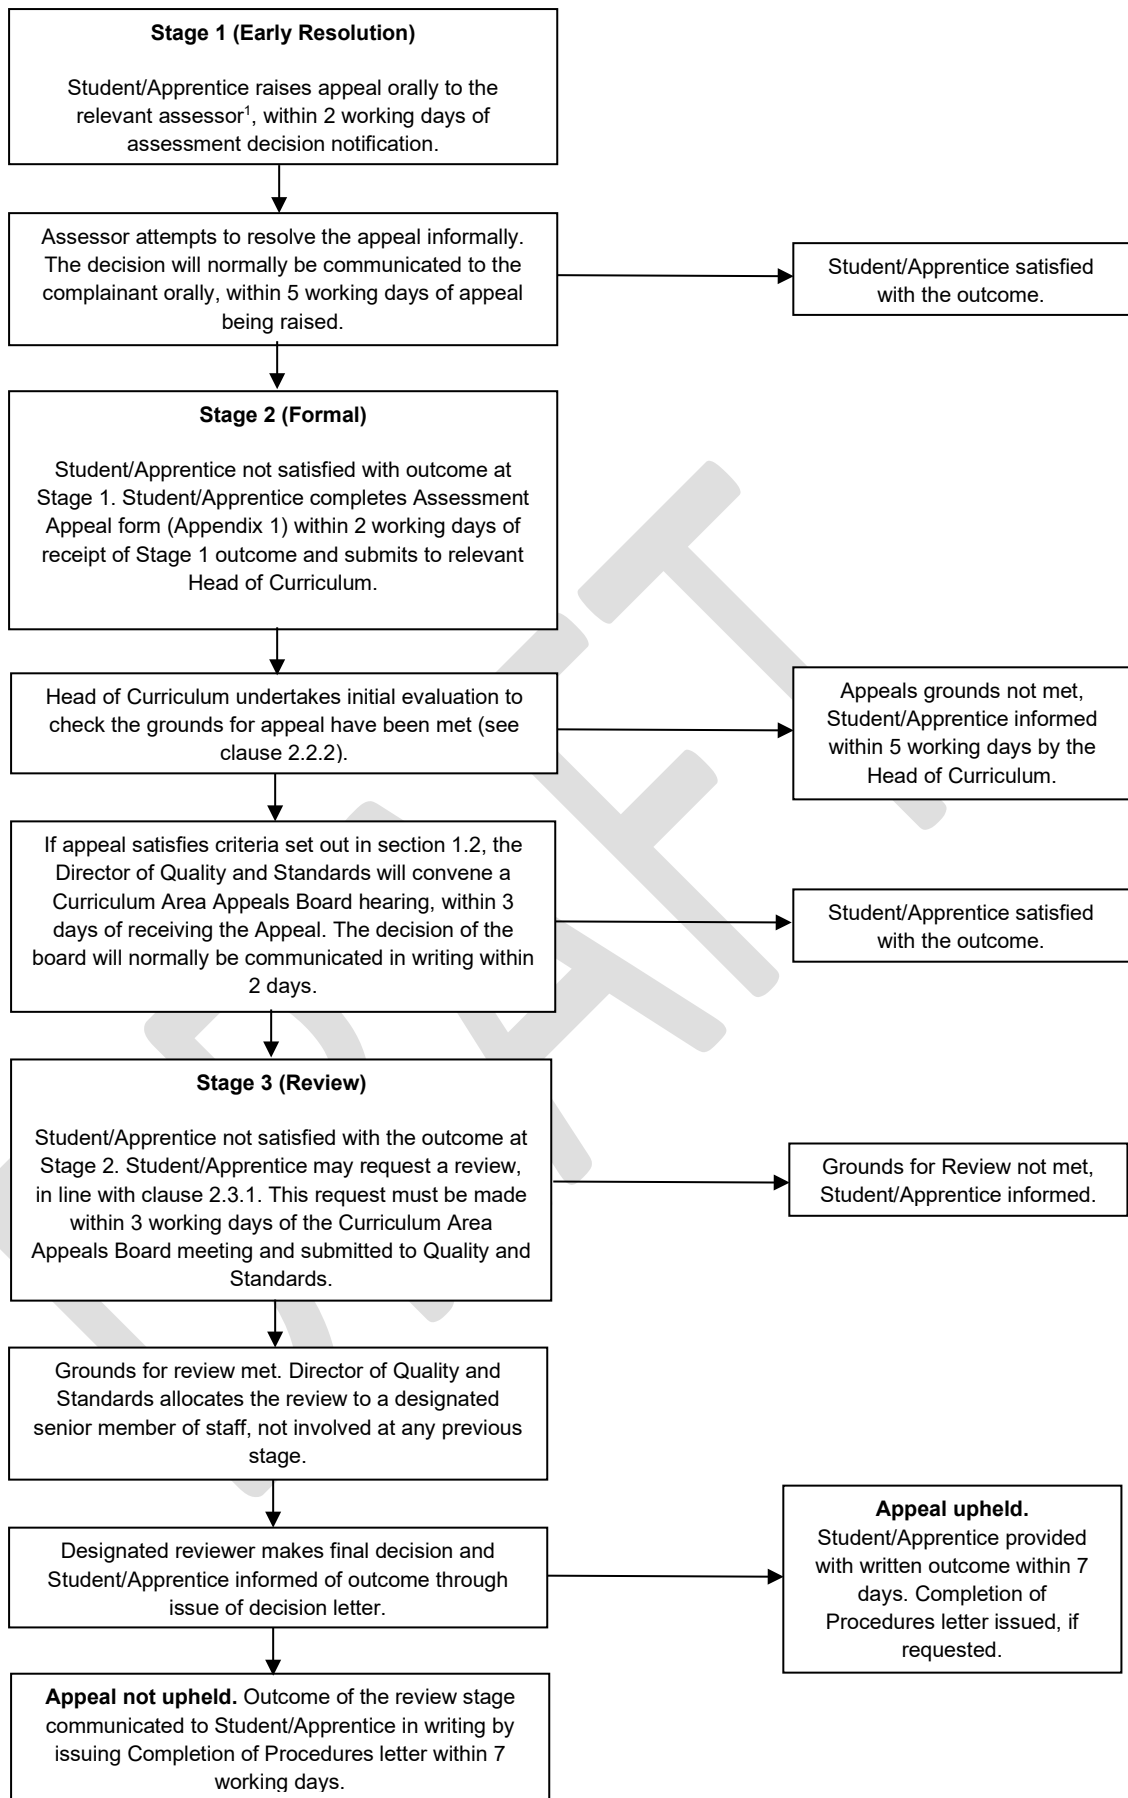 Stage 1 (Early Resolution)
Student/Apprentice raises appeal orally to the
relevant assessor¹, within 2 working days of
assessment decision notification.
Assessor attempts to resolve the appeal informally.
The decision will normally be communicated to the
complainant orally, within 5 working days of appeal
being raised.
Student/Apprentice satisfied
with the outcome.
Stage 2 (Formal)
Student/Apprentice not satisfied with outcome at
Stage 1. Student/Apprentice completes Assessment
Appeal form (Appendix 1) within 2 working days of
receipt of Stage 1 outcome and submits to relevant
Head of Curriculum.
Head of Curriculum undertakes initial evaluation to
check the grounds for appeal have been met (see
clause 2.2.2).
Appeals grounds not met,
Student/Apprentice informed
within 5 working days by the
Head of Curriculum.
If appeal satisfies criteria set out in section 1.2, the
Director of Quality and Standards will convene a
Curriculum Area Appeals Board hearing, within 3
days of receiving the Appeal. The decision of the
board will normally be communicated in writing within
2 days.
Student/Apprentice satisfied
with the outcome.
Stage 3 (Review)
Student/Apprentice not satisfied with the outcome at
Stage 2. Student/Apprentice may request a review,
in line with clause 2.3.1. This request must be made
within 3 working days of the Curriculum Area
Appeals Board meeting and submitted to Quality and
Standards.
Grounds for Review not met,
Student/Apprentice informed.
Grounds for review met. Director of Quality and
Standards allocates the review to a designated
senior member of staff, not involved at any previous
stage.
Designated reviewer makes final decision and
Student/Apprentice informed of outcome through
issue of decision letter.
Appeal upheld.
Student/Apprentice provided
with written outcome within 7
days. Completion of
Procedures letter issued, if
requested.
Appeal not upheld. Outcome of the review stage
communicated to Student/Apprentice in writing by
issuing Completion of Procedures letter within 7
working days.
DRAFT